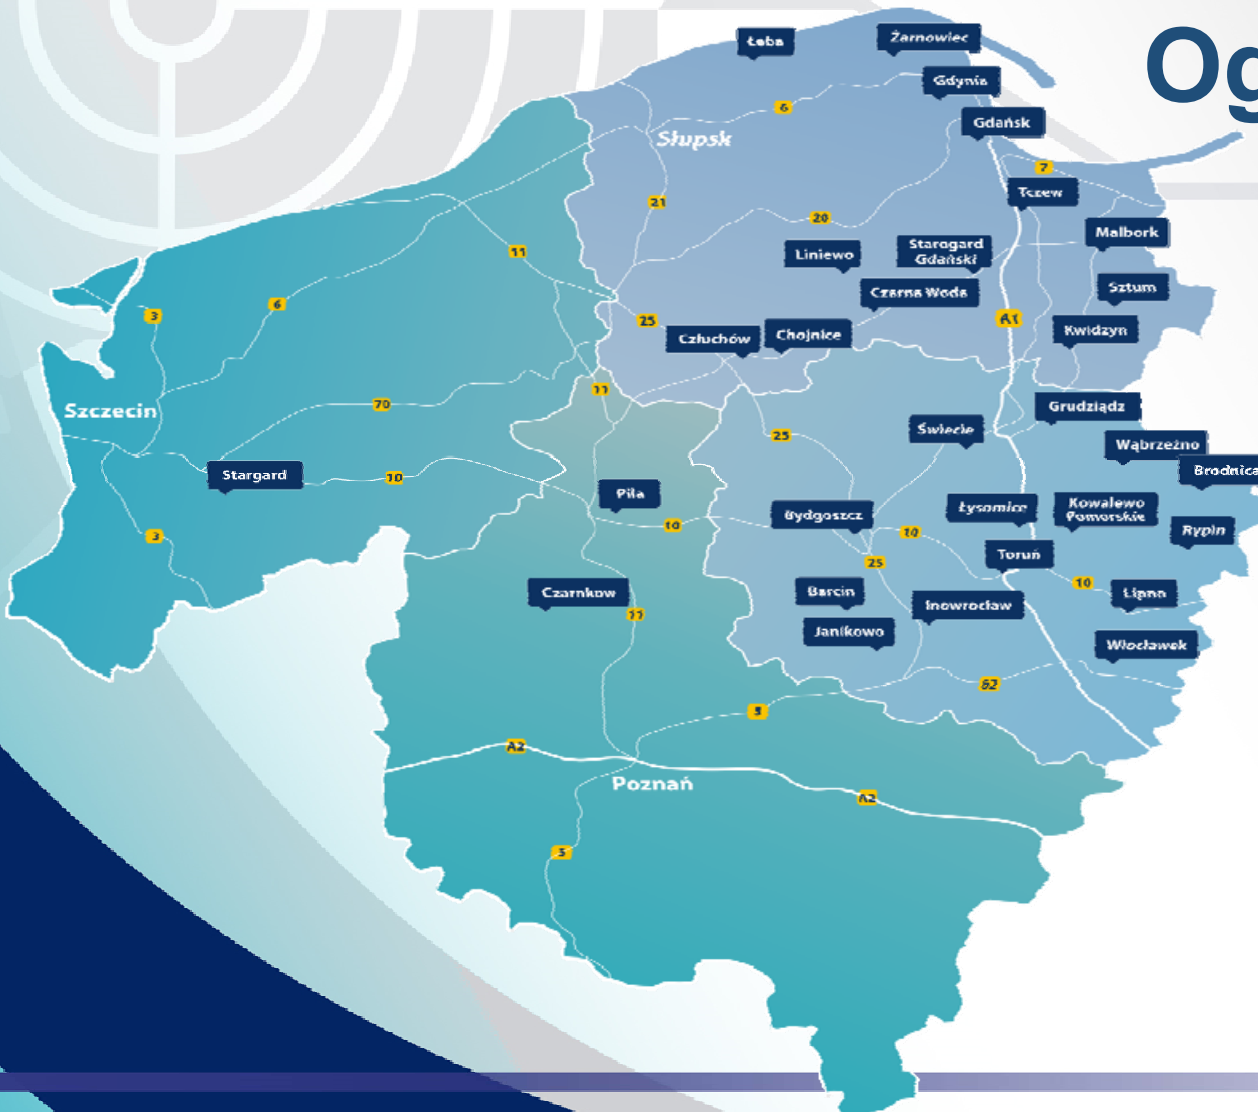 Og
Łeba
Żarnowiec
Gdynia
6
Gdańsk
Słupsk
7
Tczew
21
20
Malbork
11
Liniewo
Starogard
Gdański
Sztum
Czarna Woda
6
3
25
A1
Kwidzyn
Człuchów
Chojnice
11
70
Szczecin
Grudziądz
25
Świecie
Wąbrzeźno
Brodnica
Stargard
10
Piła
Łysomice
Kowalewo
Pomorskie
Bydgoszcz
10
10
Rypin
3
Toruń
25
10
Czarnkow
Barcin
Lipno
Inowrocław
11
Janikowo
Włocławek
62
5
A2
Poznań
A2
5